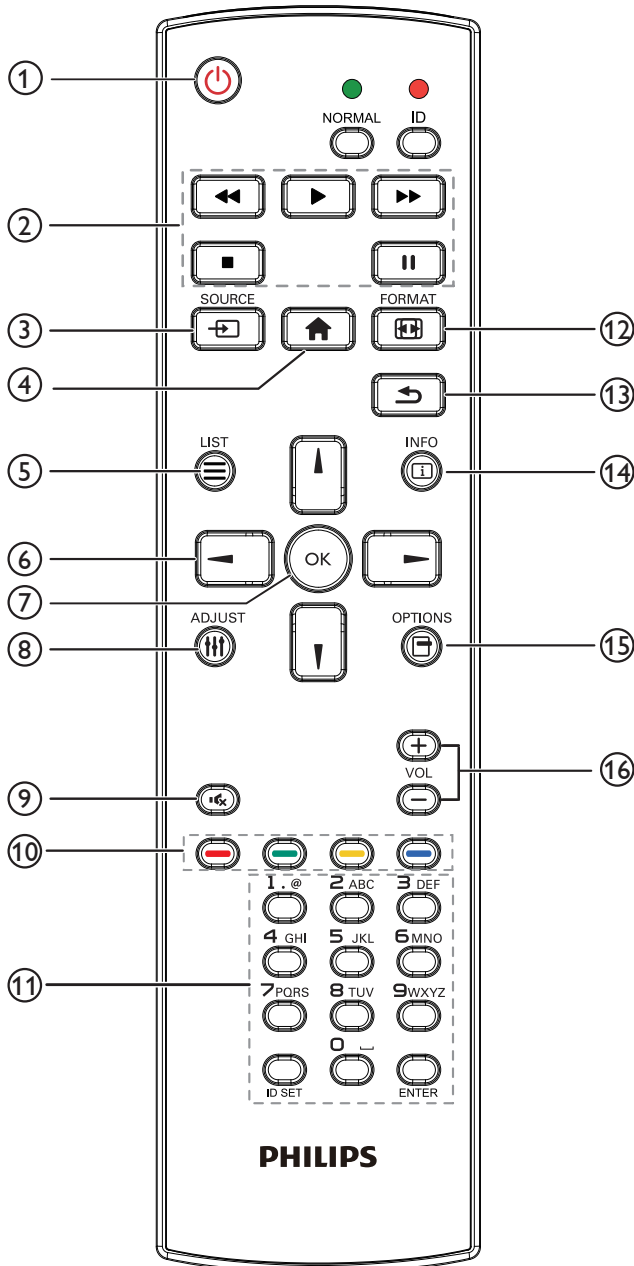 ①
NORMAL ID
②
SOURCE FORMAT
③ ⑫
④
⑬
LIST INFO
⑤ ⑭
⑥
OK
⑦
ADJUST OPTIONS
⑧ ⑮
VOL
⑯
⑨
⑩
1 . @ 2 ABC 3 DEF
4 GHI 5 JKL 6 MNO
⑪
7 PQRS 8 TUV 9 WXYZ
0
ID SET ENTER
PHILIPS